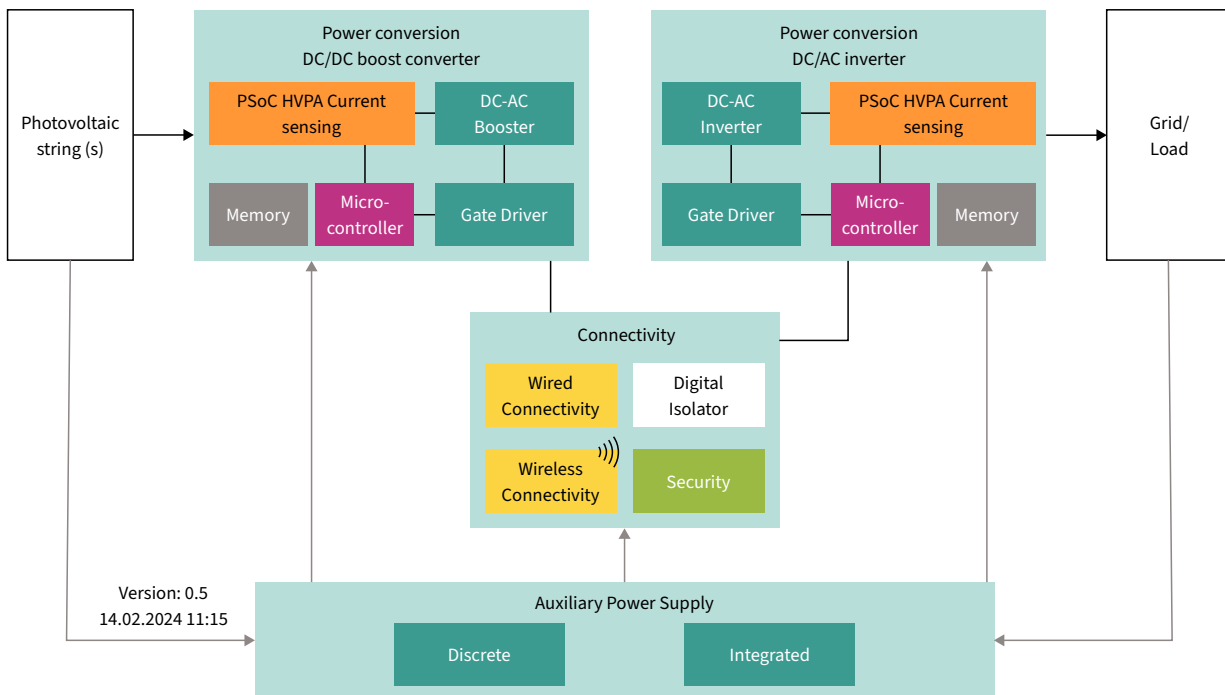 Photovoltaic
string (s)
Power conversion
DC/DC boost converter
PSoC HVPA Current
sensing
DC-AC
Booster
Memory
Micro-
controller
Gate Driver
Power conversion
DC/AC inverter
DC-AC
Inverter
PSoC HVPA Current
sensing
Gate Driver
Micro-
controller
Memory
Grid/
Load
Connectivity
Wired
Connectivity
Digital
Isolator
Wireless
Connectivity
Security
Version: 0.5
14.02.2024 11:15
Auxiliary Power Supply
Discrete
Integrated